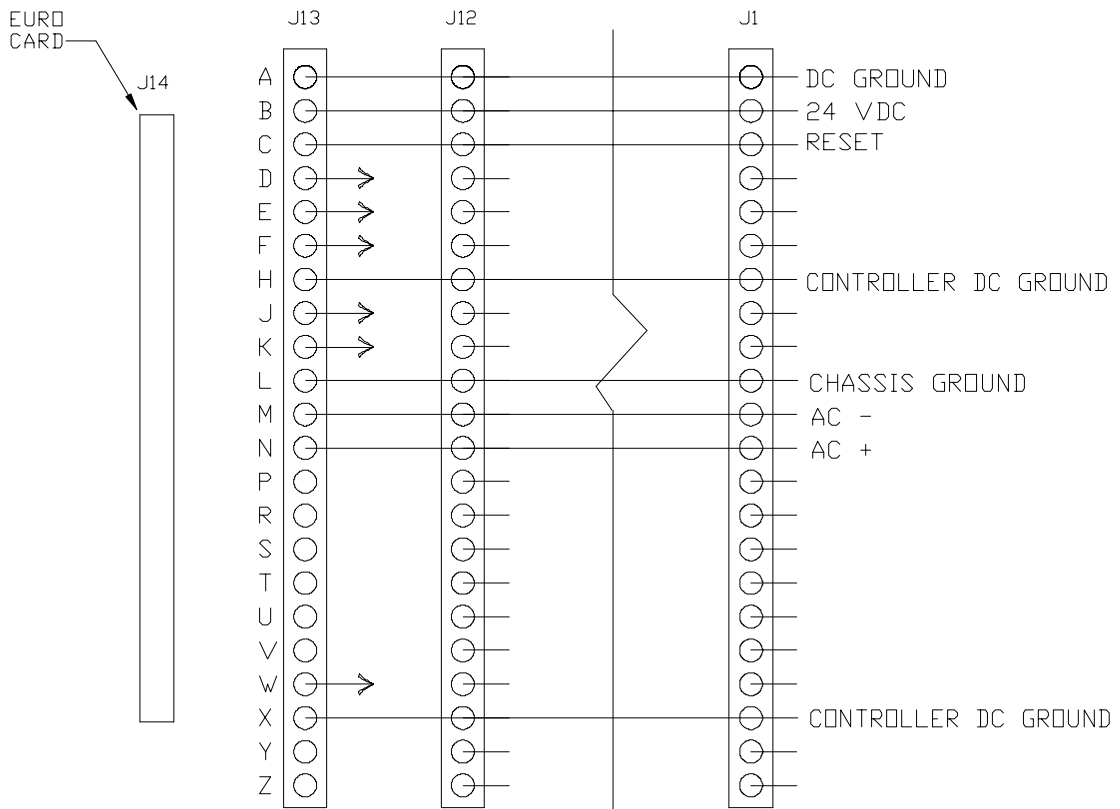 EURO
CARD
J14
J13
J12
J1
A
DC GROUND
B
24 VDC
C
RESET
D
E
F
H
CONTROLLER DC GROUND
J
K
L
CHASSIS GROUND
M
AC -
N
AC +
P
R
S
T
U
V
W
X
CONTROLLER DC GROUND
Y
Z